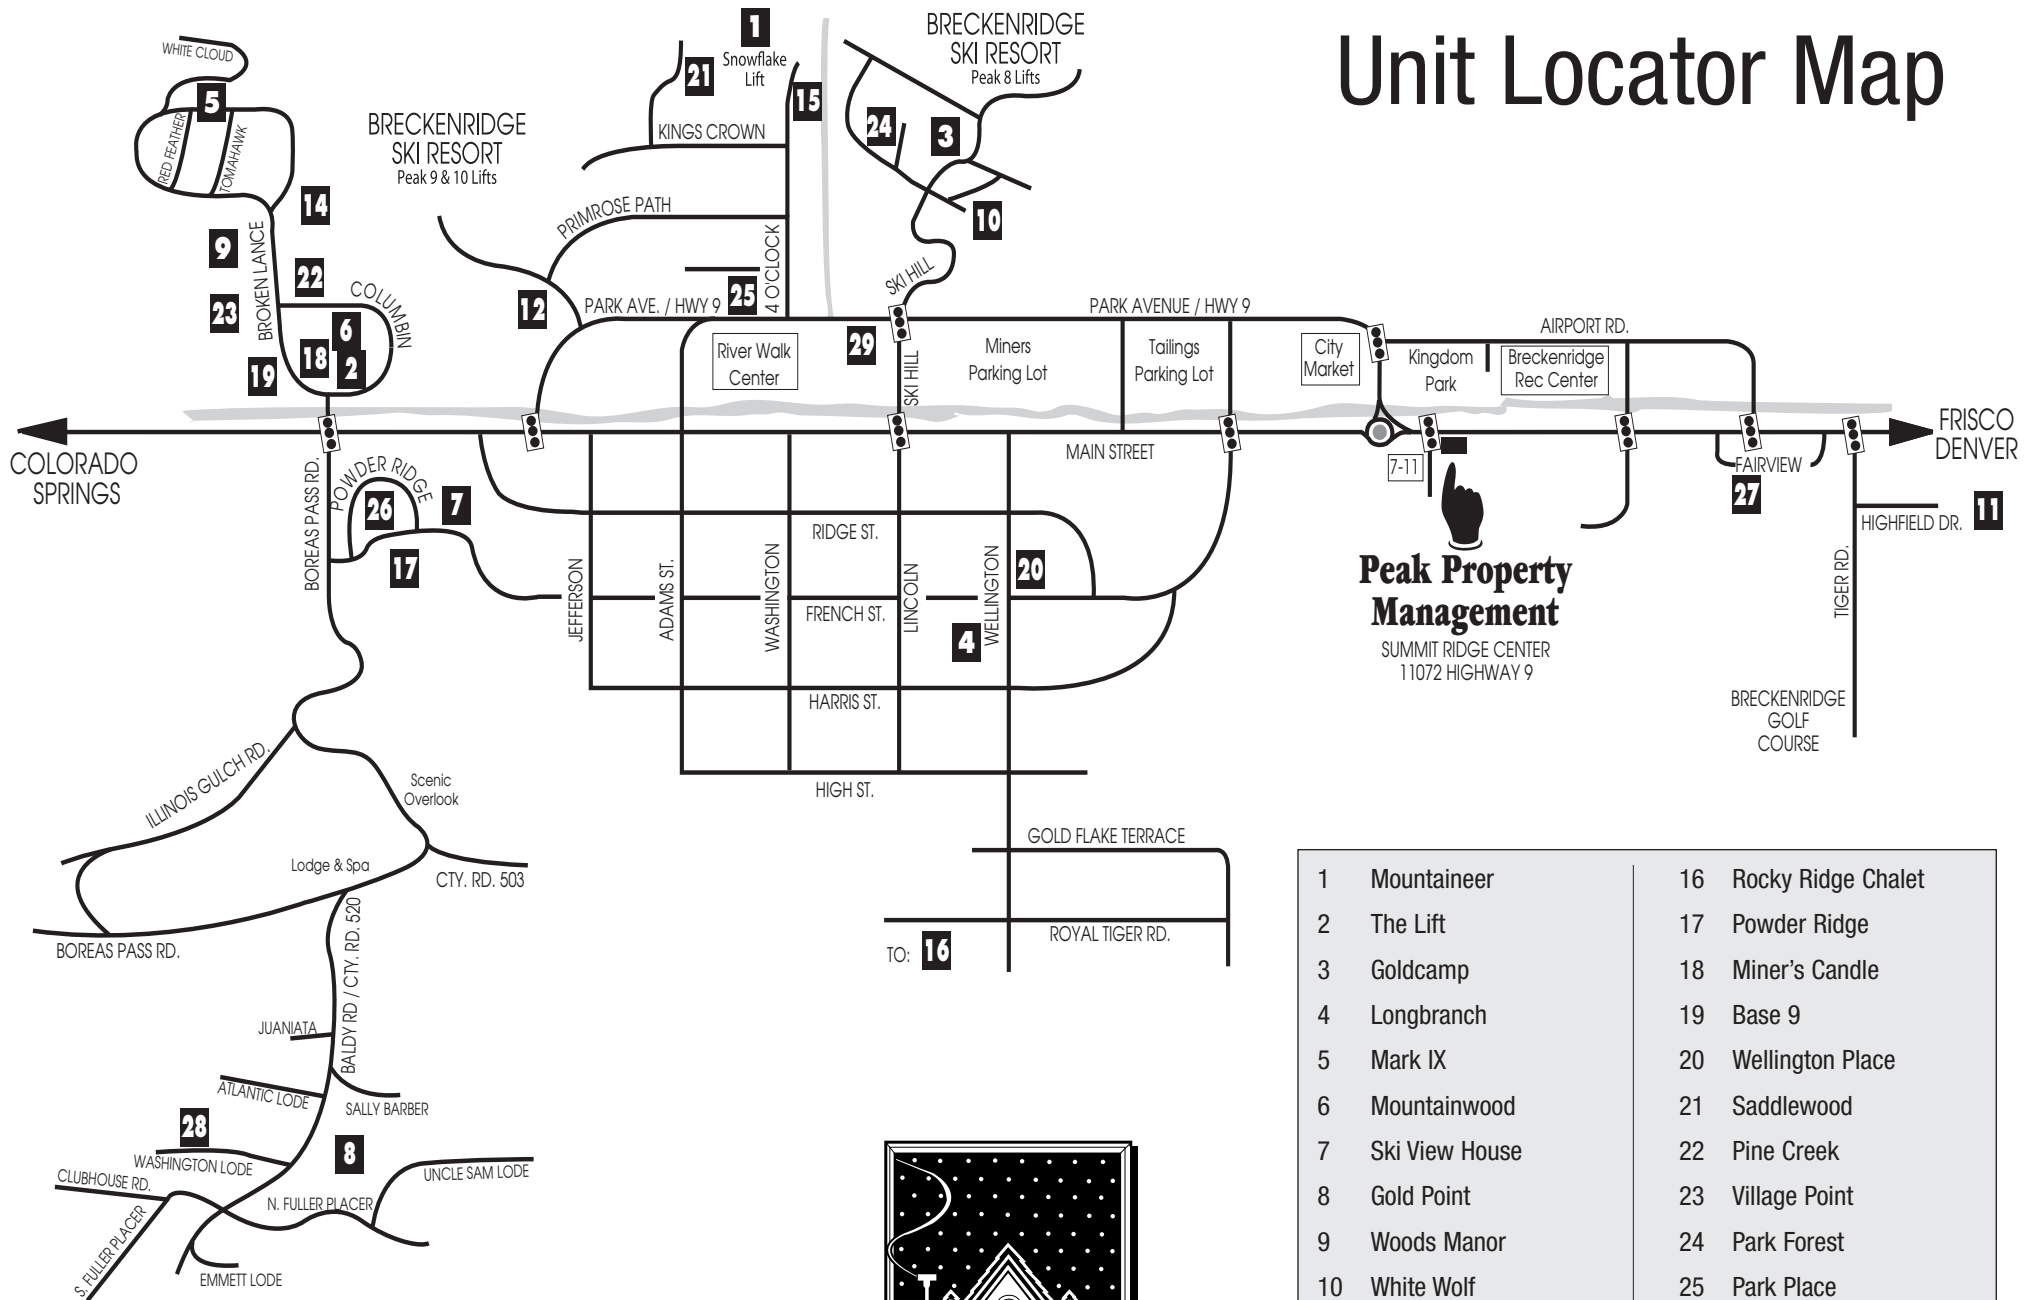 Unit Locator Map
WHITE CLOUD
5
RED FEATHER
TOMAHAWK
14
9
BROKEN LANCE
22
COLUMBIN
23
6
18
2
19
BRECKENRIDGE
SKI RESORT
Peak 9 & 10 Lifts
1
Snowflake
Lift
21
15
KINGS CROWN
PRIMROSE PATH
4 O'CLOCK
25
12
PARK AVE. / HWY 9
BRECKENRIDGE
SKI RESORT
Peak 8 Lifts
24
3
10
SKI HILL
PARK AVENUE / HWY 9
AIRPORT RD.
River Walk
Center
29
SKI HILL
Miners
Parking Lot
Tailings
Parking Lot
City
Market
Kingdom
Park
Breckenridge
Rec Center
COLORADO
SPRINGS
MAIN STREET
FRISCO
DENVER
7-11
FAIRVIEW
27
HIGHFIELD DR.
11
TIGER RD.
BOREAS PASS RD.
POWDER RIDGE
26
7
17
RIDGE ST.
JEFFERSON
ADAMS ST.
WASHINGTON
LINCOLN
WELLINGTON
20
FRENCH ST.
4
HARRIS ST.
HIGH ST.
Peak Property
Management
SUMMIT RIDGE CENTER
11072 HIGHWAY 9
BRECKENRIDGE
GOLF
COURSE
ILLINOIS GULCH RD.
Scenic
Overlook
Lodge & Spa
CTY. RD. 503
BOREAS PASS RD.
BALDY RD / CTY. RD. 520
GOLD FLAKE TERRACE
ROYAL TIGER RD.
TO: 16
JUANIATA
ATLANTIC LODE
SALLY BARBER
28
WASHINGTON LODE
8
CLUBHOUSE RD.
N. FULLER PLACER
UNCLE SAM LODE
S. FULLER PLACER
EMMETT LODE
1 Mountaineer
2 The Lift
3 Goldcamp
4 Longbranch
5 Mark IX
6 Mountainwood
7 Ski View House
8 Gold Point
9 Woods Manor
10 White Wolf
16 Rocky Ridge Chalet
17 Powder Ridge
18 Miner's Candle
19 Base 9
20 Wellington Place
21 Saddlewood
22 Pine Creek
23 Village Point
24 Park Forest
25 Park Place